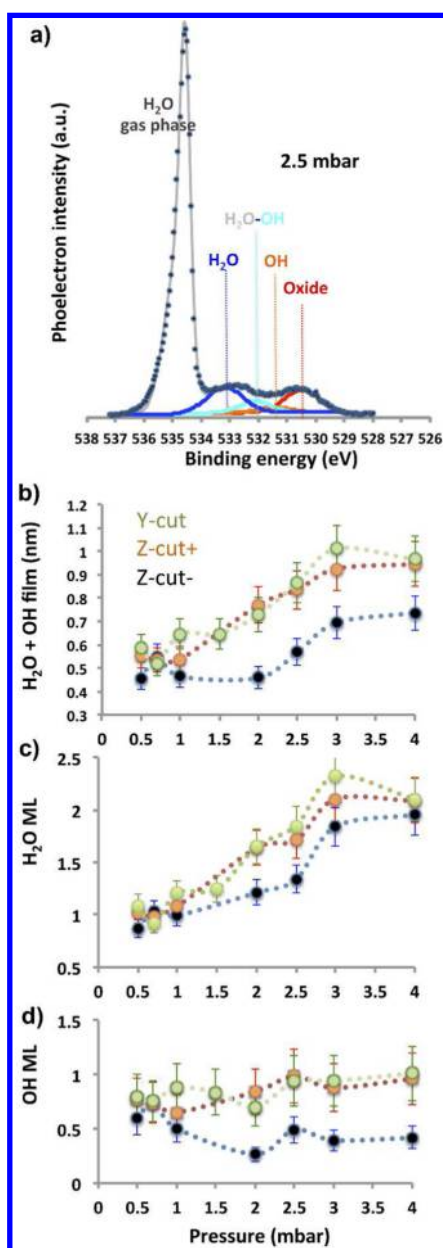 a)
H₂O
gas phase
2.5 mbar
H₂O-OH
H₂O
OH
Oxide
Phoelectron intensity (a.u.)
538 537 536 535 534 533 532 531 530 529 528 527 526
Binding energy (eV)
b)
Y-cut
Z-cut+
Z-cut-
H₂O + OH film (nm)
1.2
1.1
1
0.9
0.8
0.7
0.6
0.5
0.4
0.3
0 0.5 1 1.5 2 2.5 3 3.5 4
c)
H₂O ML
2.5
2
1.5
1
0.5
0 0.5 1 1.5 2 2.5 3 3.5 4
d)
OH ML
1.5
1
0.5
0
0 0.5 1 1.5 2 2.5 3 3.5 4
Pressure (mbar)